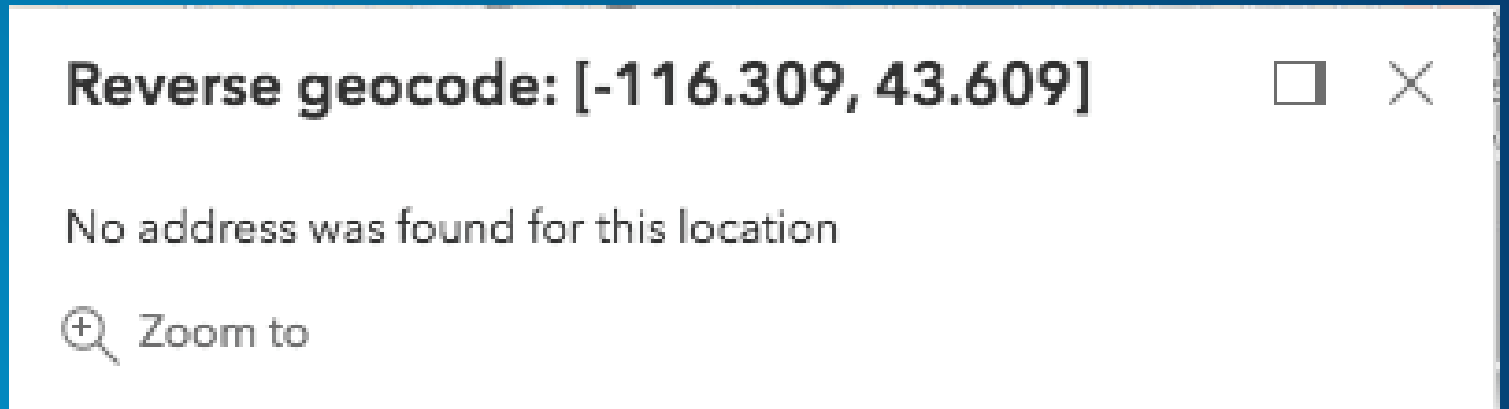 Reverse geocode: [-116.309, 43.609]
No address was found for this location
Zoom to